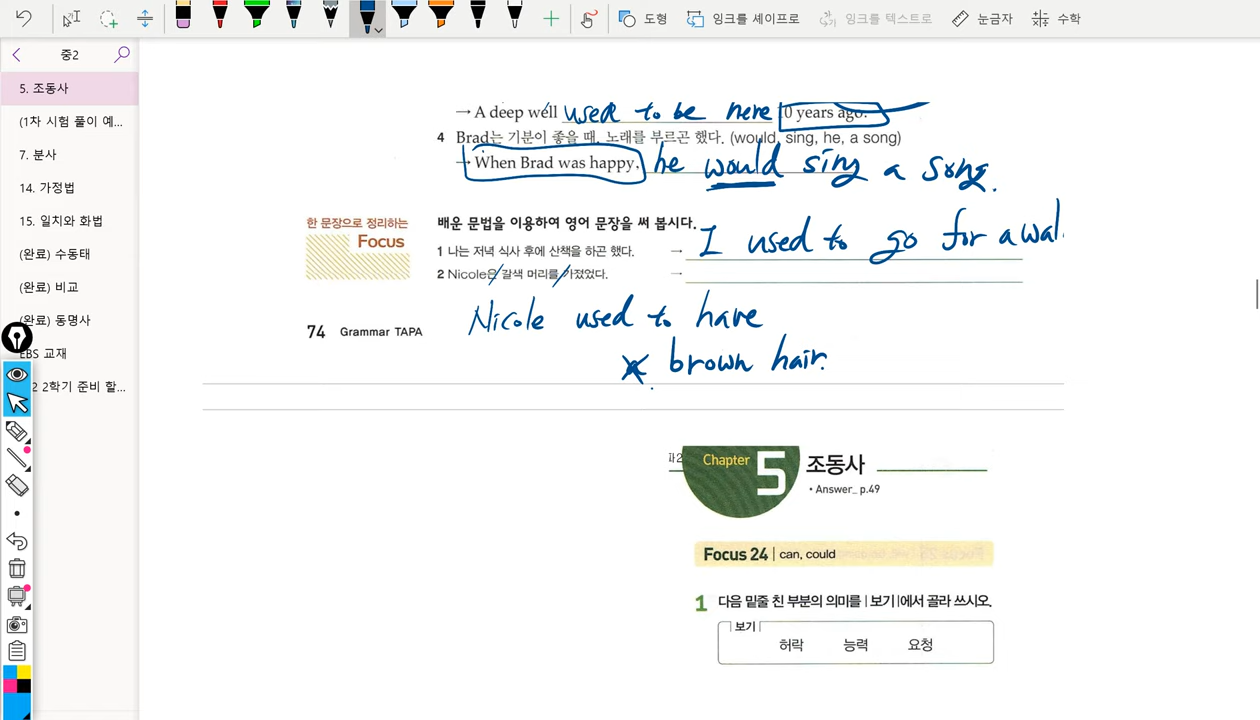 도형
잉크를 셰이프로
잉크를 텍스트로
눈금자
수학
중2
5. 조동사
(1차 시험 풀이 예...
7. 분사
14. 가정법
15. 일치와 화법
(완료) 수동태
(완료) 비교
(완료) 동명사
EBS 교재
2 2학기 준비 할...
→ A deep well used to be here 0 years ago.
4 Brad는 기분이 좋을 때, 노래를 부르곤 했다. (would, sing, he, a song)
→ When Brad was happy, he would sing a song.
한 문장으로 정리하는
Focus
배운 문법을 이용하여 영어 문장을 써 봅시다.
1 나는 저녁 식사 후에 산책을 하곤 했다. → I used to go for a wal
2 Nicole은 갈색 머리를 가졌었다. →
Nicole used to have
brown hair.
74 Grammar TAPA
Chapter 5 조동사
• Answer_ p.49
Focus 24 | can, could
1 다음 밑줄 친 부분의 의미를 |보기|에서 골라 쓰시오.
보기
허락 능력 요청